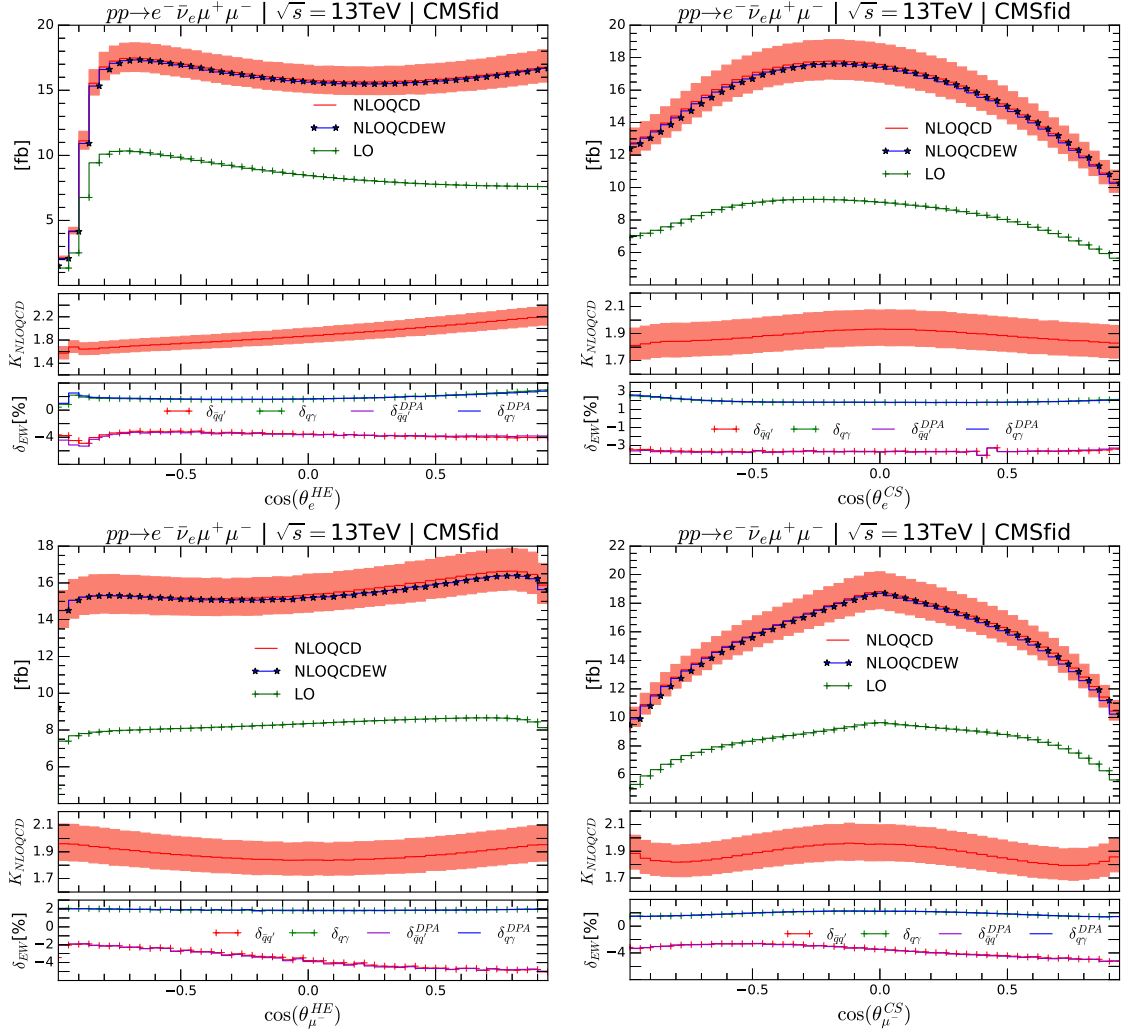 pp→e⁻ν̄ₑμ⁺μ⁻ | √s = 13TeV | CMSfid
[fb]
20
15
10
5
NLOQCD
NLOQCDEW
LO
K_NLOQCD
2.2
1.8
1.4
δ_EW[%]
4
0
−4
δ_q̄q′
δ_qγ
δ_q̄q′^DPA
δ_qγ^DPA
−0.5 0.0 0.5
cos(θ_e^HE)
pp→e⁻ν̄ₑμ⁺μ⁻ | √s = 13TeV | CMSfid
[fb]
20
18
16
14
12
10
8
6
NLOQCD
NLOQCDEW
LO
K_NLOQCD
2.1
1.9
1.7
δ_EW[%]
3
1
−1
−3
δ_q̄q′
δ_qγ
δ_q̄q′^DPA
δ_qγ^DPA
−0.5 0.0 0.5
cos(θ_e^CS)
pp→e⁻ν̄ₑμ⁺μ⁻ | √s = 13TeV | CMSfid
[fb]
18
16
14
12
10
8
6
NLOQCD
NLOQCDEW
LO
K_NLOQCD
2.1
1.9
1.7
δ_EW[%]
2
0
−2
−4
δ_q̄q′
δ_qγ
δ_q̄q′^DPA
δ_qγ^DPA
−0.5 0.0 0.5
cos(θ_μ⁻^HE)
pp→e⁻ν̄ₑμ⁺μ⁻ | √s = 13TeV | CMSfid
[fb]
22
20
18
16
14
12
10
8
6
NLOQCD
NLOQCDEW
LO
K_NLOQCD
2.1
1.9
1.7
δ_EW[%]
0
−4
δ_q̄q′
δ_qγ
δ_q̄q′^DPA
δ_qγ^DPA
−0.5 0.0 0.5
cos(θ_μ⁻^CS)